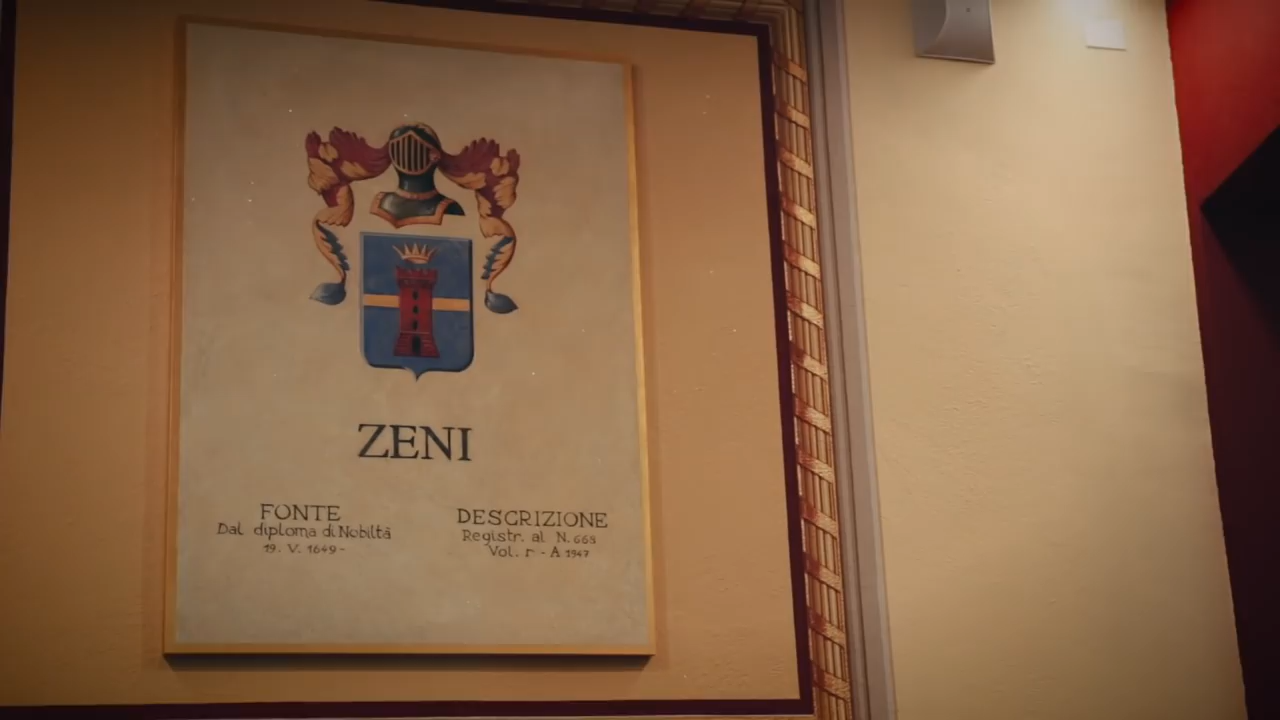 ZENI
FONTE
Dal diploma di Nobiltà
19. V. 1649-
DESCRIZIONE
Registr. al N. 668
Vol. r - A 1947